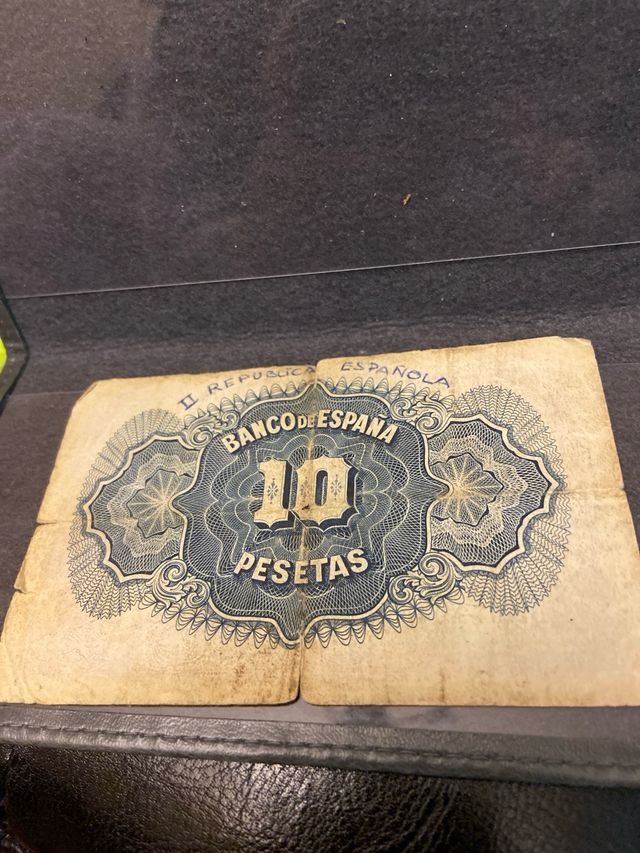 II REPUBLICA ESPAÑOLA
BANCO DE ESPAÑA
10
PESETAS